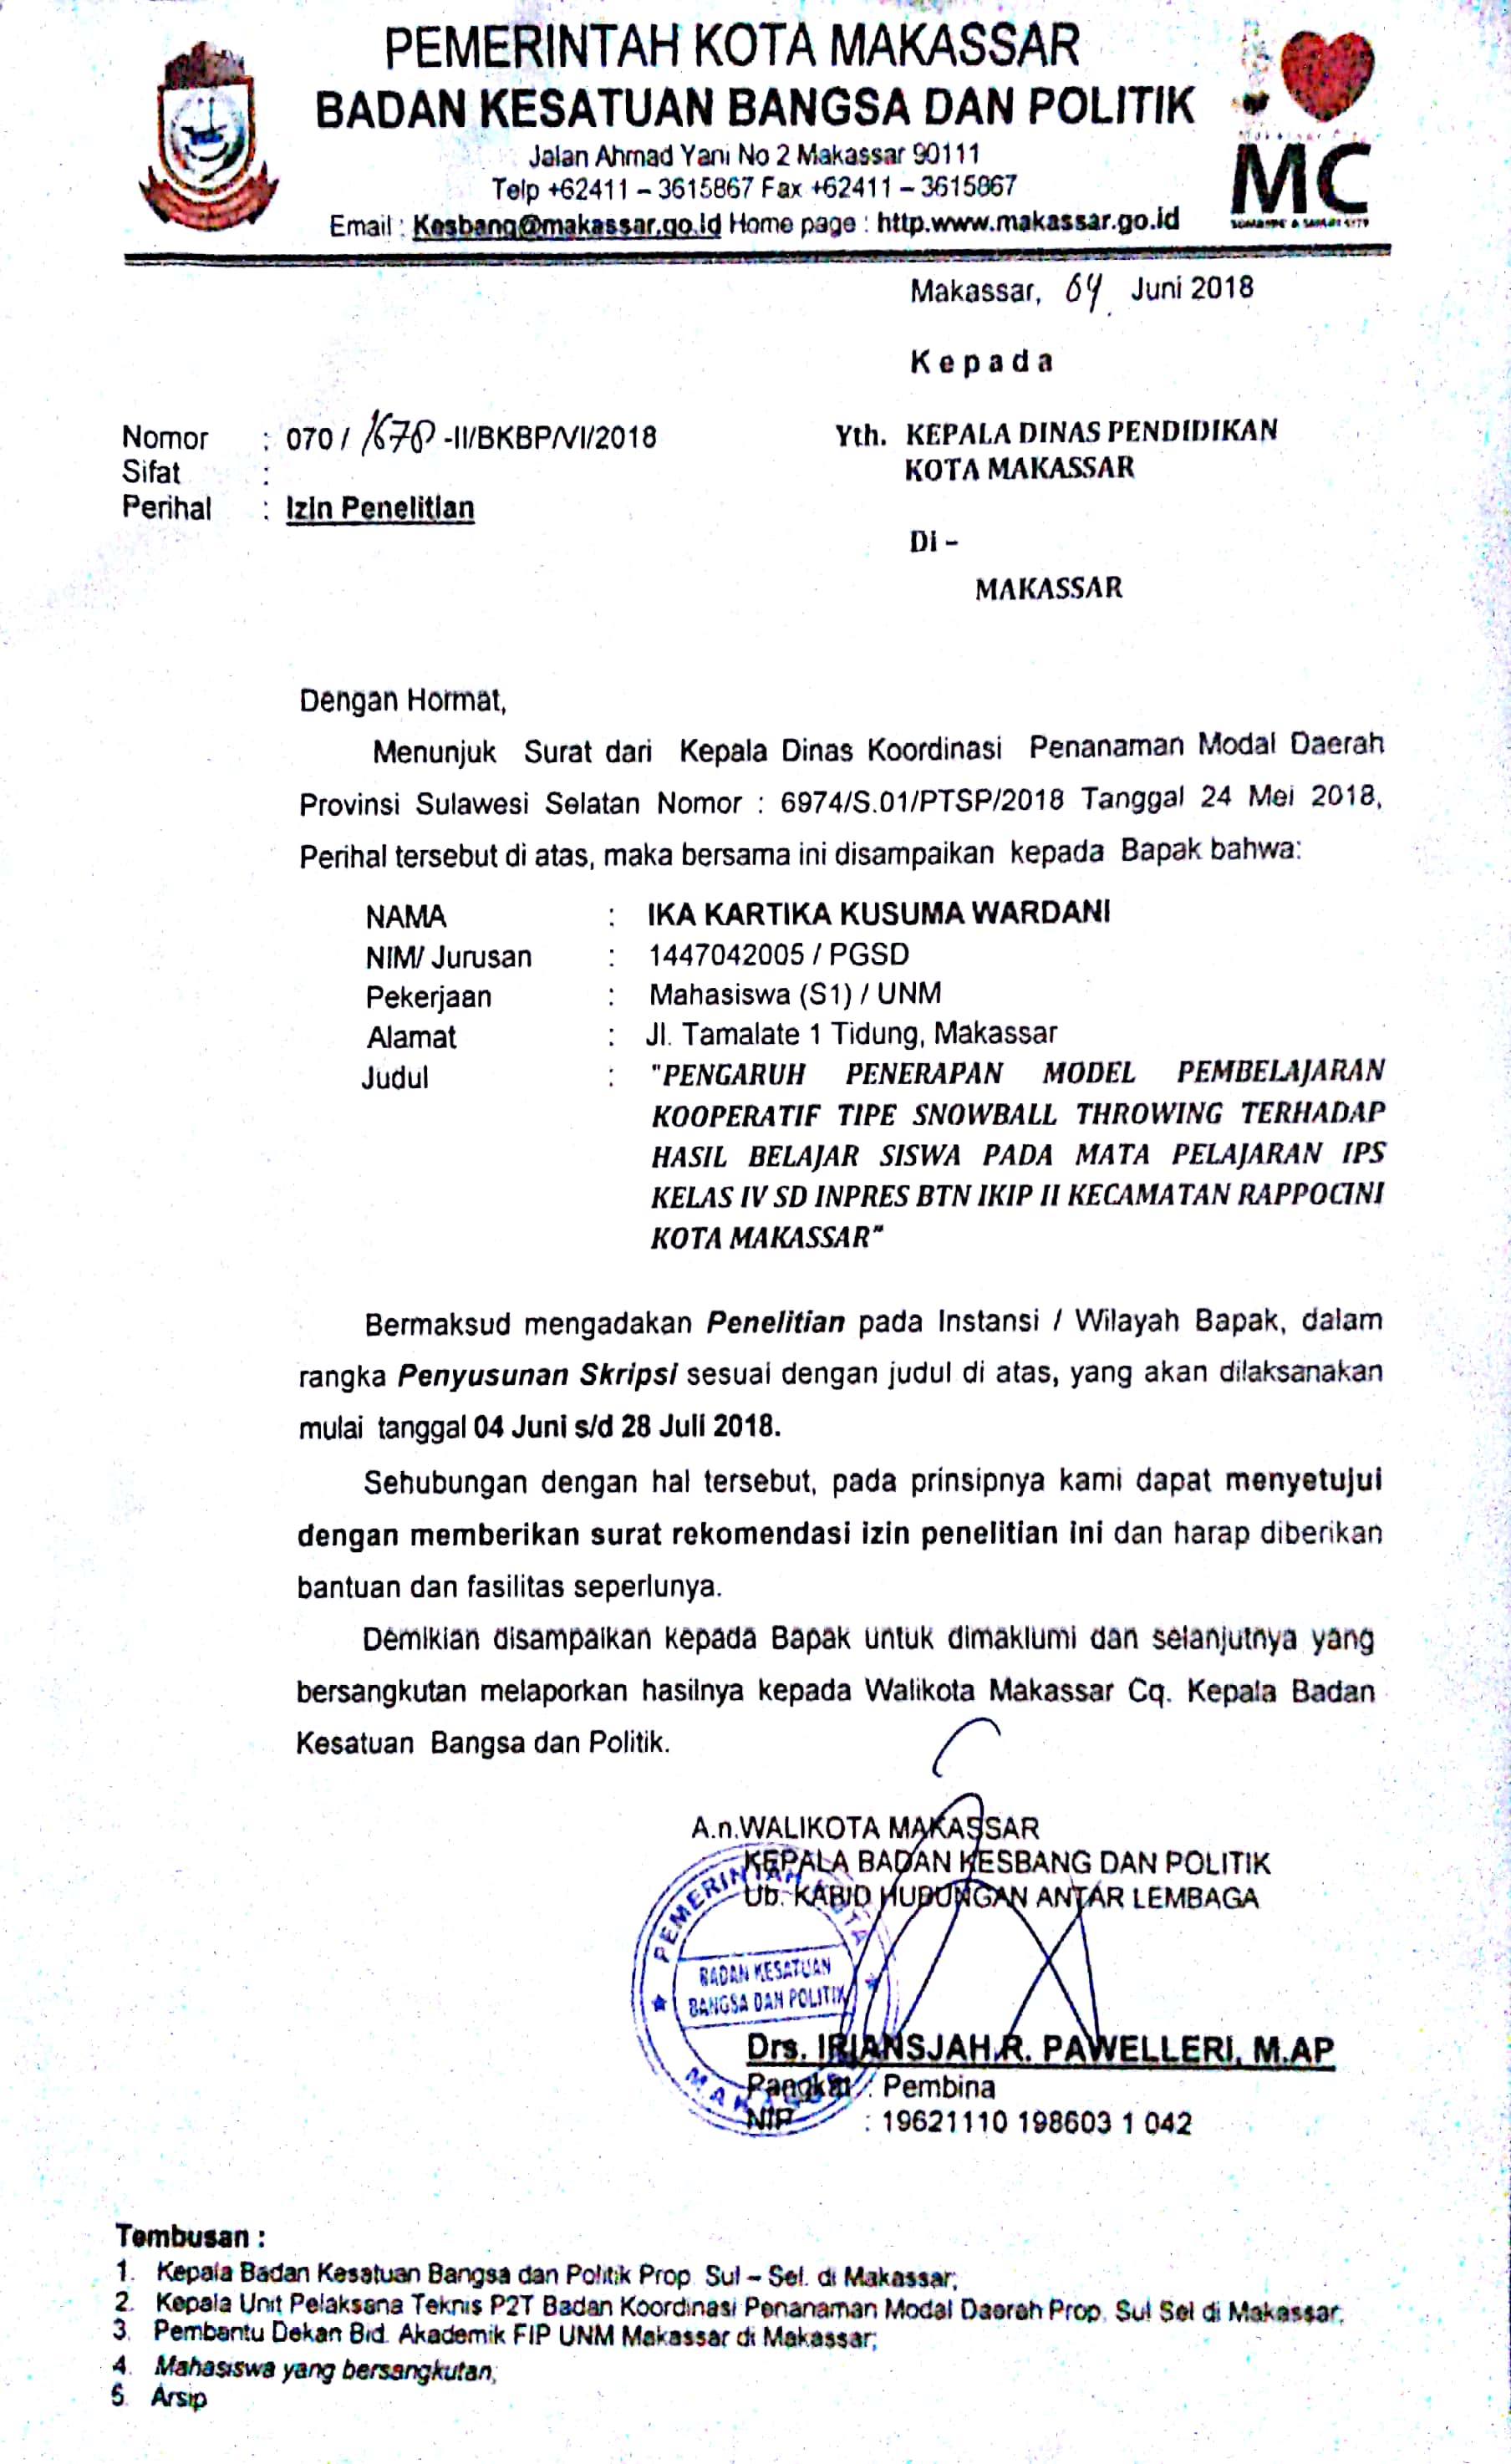 PEMERINTAH KOTA MAKASSAR
BADAN KESATUAN BANGSA DAN POLITIK
Jalan Ahmad Yani No 2 Makassar 90111
Telp +62411 – 3615867 Fax +62411 – 3615867
Email : Kesbang@makassar.go.id Home page : http.www.makassar.go.id
MC
Makassar, 04 Juni 2018
Kepada
Nomor : 070 / 1678 -II/BKBP/VI/2018
Yth. KEPALA DINAS PENDIDIKAN
Sifat :
KOTA MAKASSAR
Perihal : Izin Penelitian
Di –
MAKASSAR
Dengan Hormat,
Menunjuk Surat dari Kepala Dinas Koordinasi Penanaman Modal Daerah
Provinsi Sulawesi Selatan Nomor : 6974/S.01/PTSP/2018 Tanggal 24 Mei 2018,
Perihal tersebut di atas, maka bersama ini disampaikan kepada Bapak bahwa:
NAMA : IKA KARTIKA KUSUMA WARDANI
NIM/ Jurusan : 1447042005 / PGSD
Pekerjaan : Mahasiswa (S1) / UNM
Alamat : Jl. Tamalate 1 Tidung, Makassar
Judul : "PENGARUH PENERAPAN MODEL PEMBELAJARAN
KOOPERATIF TIPE SNOWBALL THROWING TERHADAP
HASIL BELAJAR SISWA PADA MATA PELAJARAN IPS
KELAS IV SD INPRES BTN IKIP II KECAMATAN RAPPOCINI
KOTA MAKASSAR"
Bermaksud mengadakan Penelitian pada Instansi / Wilayah Bapak, dalam
rangka Penyusunan Skripsi sesuai dengan judul di atas, yang akan dilaksanakan
mulai tanggal 04 Juni s/d 28 Juli 2018.
Sehubungan dengan hal tersebut, pada prinsipnya kami dapat menyetujui
dengan memberikan surat rekomendasi izin penelitian ini dan harap diberikan
bantuan dan fasilitas seperlunya.
Demikian disampaikan kepada Bapak untuk dimaklumi dan selanjutnya yang
bersangkutan melaporkan hasilnya kepada Walikota Makassar Cq. Kepala Badan
Kesatuan Bangsa dan Politik.
A.n.WALIKOTA MAKASSAR
KEPALA BADAN KESBANG DAN POLITIK
Ub. KABID HUBUNGAN ANTAR LEMBAGA
PEMERINTAH KOTA
BADAN KESATUAN
BANGSA DAN POLITIK
MAKASSAR
Drs. IRIANSJAH.R. PAWELLERI, M.AP
Pangkat : Pembina
NIP : 19621110 198603 1 042
Tembusan :
1. Kepala Badan Kesatuan Bangsa dan Politik Prop. Sul – Sel. di Makassar;
2. Kepala Unit Pelaksana Teknis P2T Badan Koordinasi Penanaman Modal Daerah Prop. Sul Sel di Makassar;
3. Pembantu Dekan Bid. Akademik FIP UNM Makassar di Makassar;
4. Mahasiswa yang bersangkutan;
5. Arsip